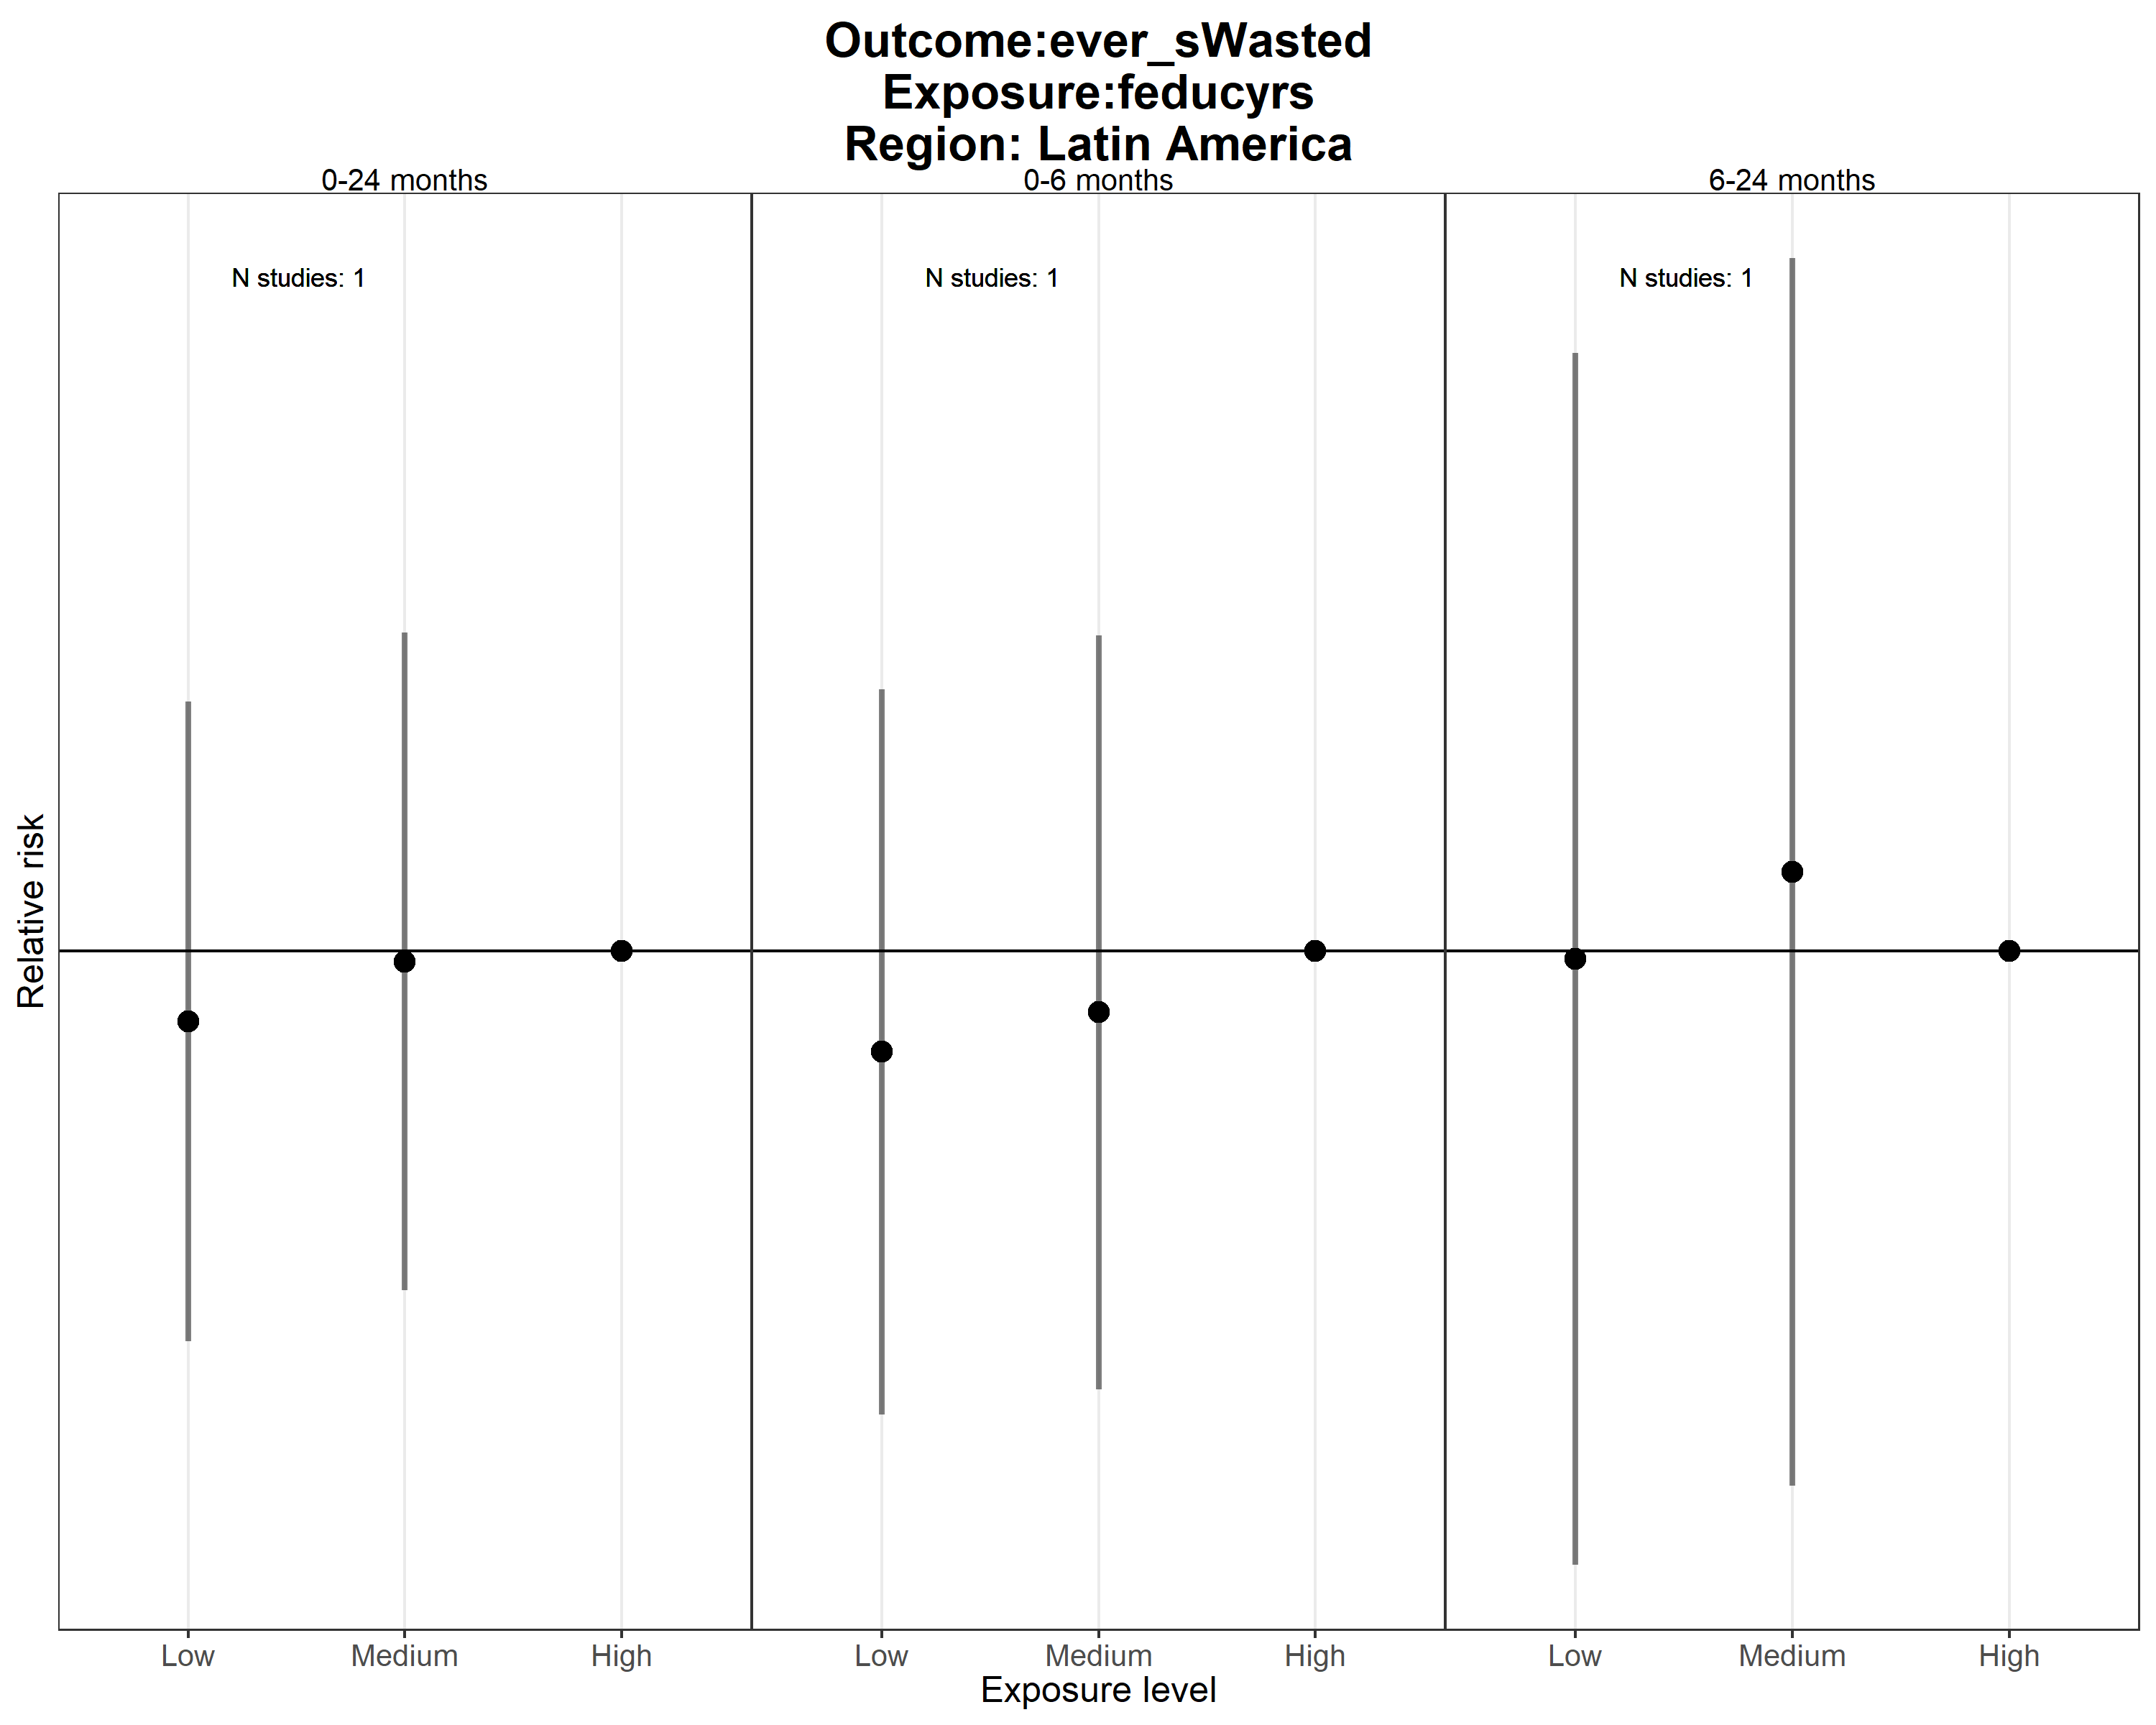 Outcome:ever_sWasted
Exposure:feducyrs
Region: Latin America
0-24 months
0-6 months
6-24 months
N studies: 1
N studies: 1
N studies: 1
Relative risk
Low Medium High
Low Medium High
Low Medium High
Exposure level